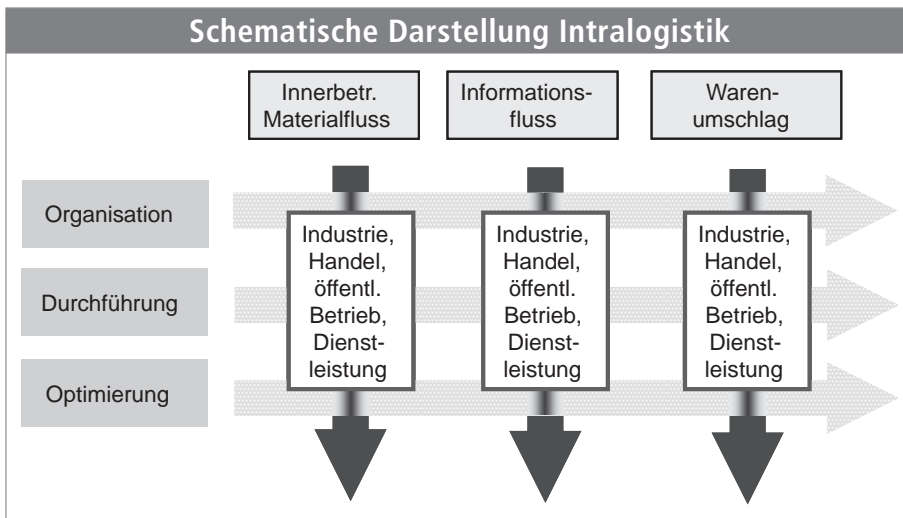 Schematische Darstellung Intralogistik
Innerbetr.
Materialfluss
Informations-
fluss
Waren-
umschlag
Organisation
Durchführung
Optimierung
Industrie,
Handel,
öffentl.
Betrieb,
Dienst-
leistung
Industrie,
Handel,
öffentl.
Betrieb,
Dienst-
leistung
Industrie,
Handel,
öffentl.
Betrieb,
Dienst-
leistung